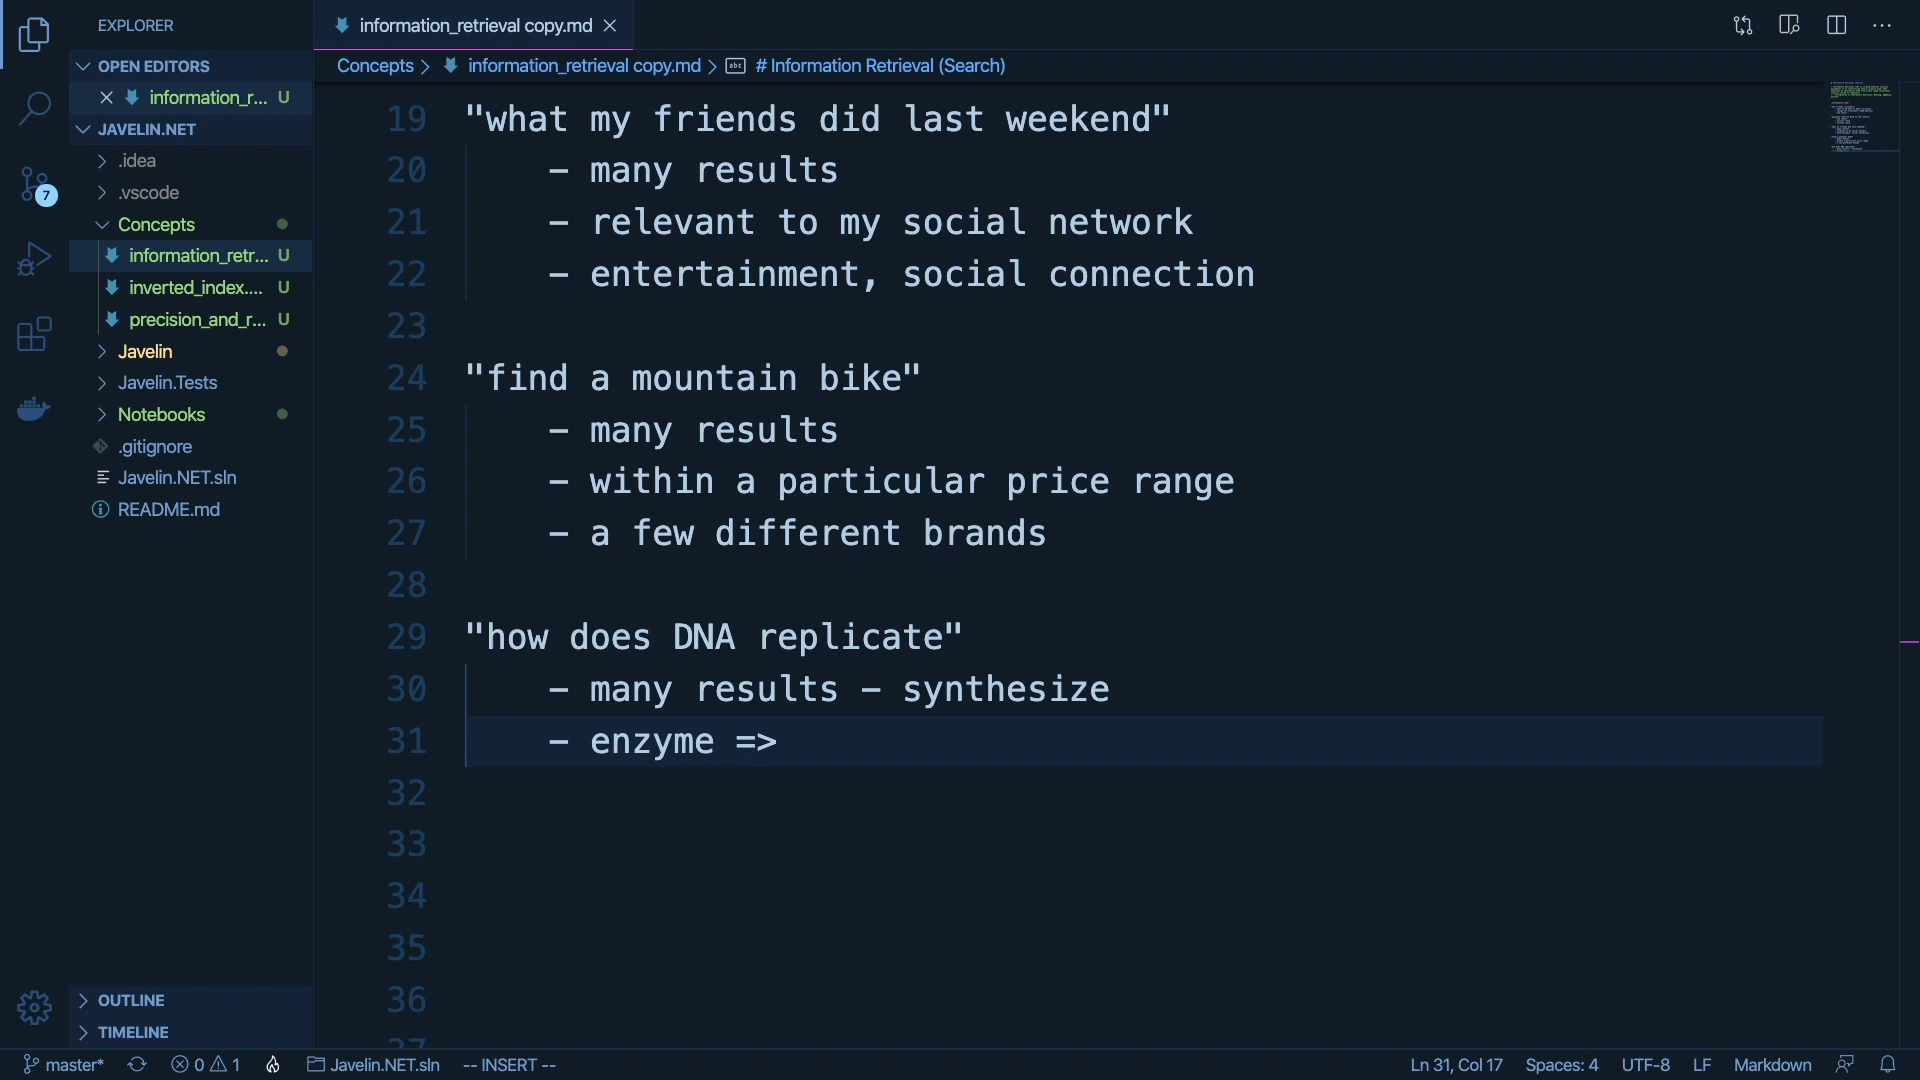 EXPLORER
OPEN EDITORS
information_r... U
JAVELIN.NET
.idea
.vscode
Concepts
information_retr... U
inverted_index.... U
precision_and_r... U
Javelin
Javelin.Tests
Notebooks
.gitignore
Javelin.NET.sln
README.md
OUTLINE
TIMELINE
7
information_retrieval copy.md
Concepts > information_retrieval copy.md > abc # Information Retrieval (Search)
19 "what my friends did last weekend"
20 - many results
21 - relevant to my social network
22 - entertainment, social connection
23
24 "find a mountain bike"
25 - many results
26 - within a particular price range
27 - a few different brands
28
29 "how does DNA replicate"
30 - many results - synthesize
31 - enzyme =>
32
33
34
35
36
37
master* 0 1 Javelin.NET.sln -- INSERT -- Ln 31, Col 17 Spaces: 4 UTF-8 LF Markdown